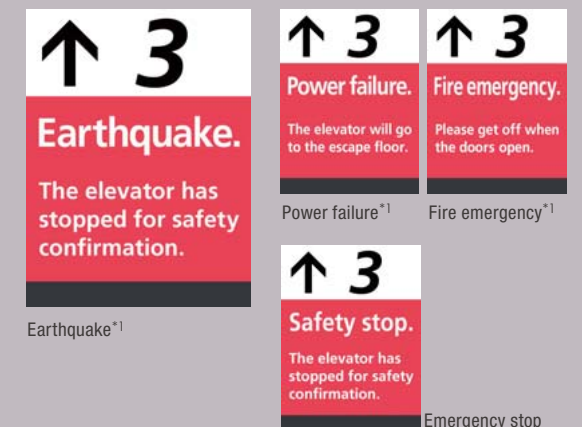 ↑ 3
Earthquake.
The elevator has
stopped for safety
confirmation.
Earthquake*1
↑ 3
Power failure.
The elevator will go
to the escape floor.
Power failure*1
↑ 3
Fire emergency.
Please get off when
the doors open.
Fire emergency*1
↑ 3
Safety stop.
The elevator has
stopped for safety
confirmation.
Emergency stop